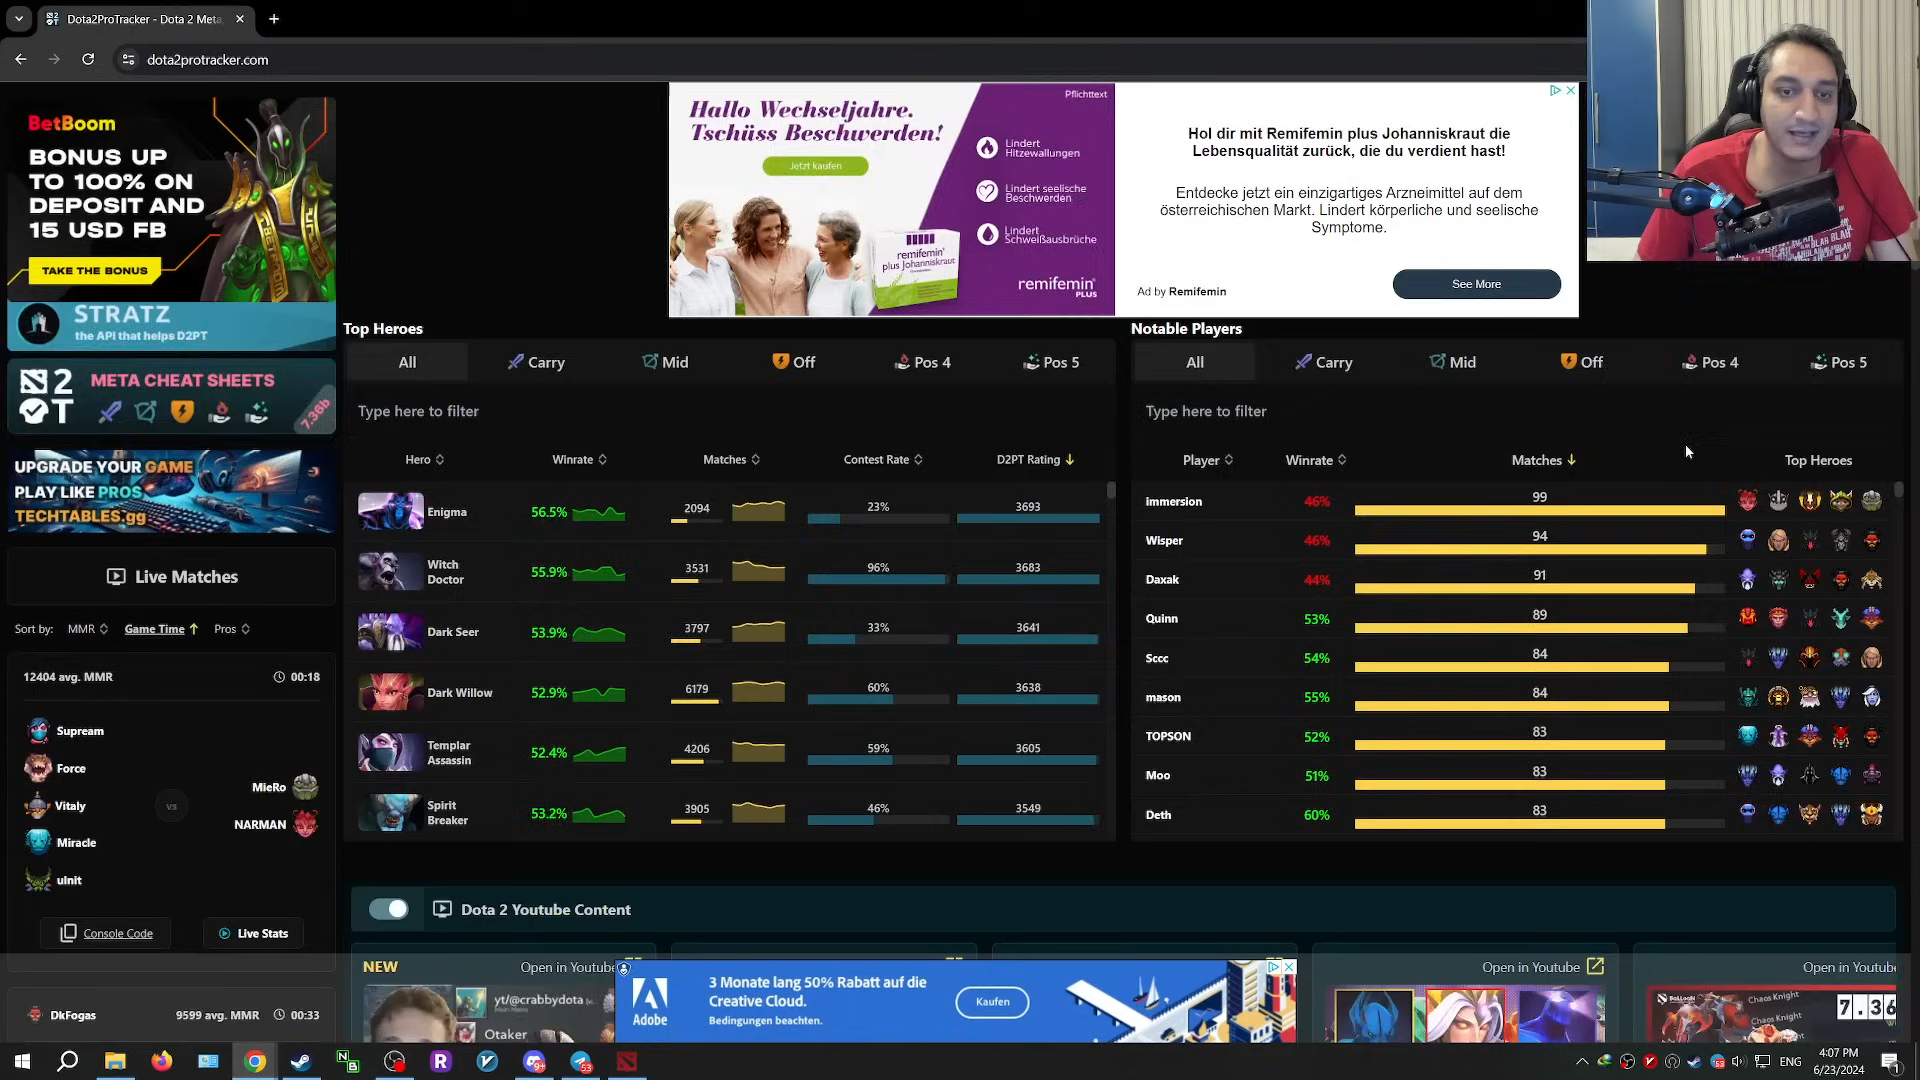 Dota2ProTracker - Dota 2 Meta
dota2protracker.com
BetBoom
BONUS UP
TO 100% ON
DEPOSIT AND
15 USD FB
TAKE THE BONUS
STRATZ
the API that helps D2PT
META CHEAT SHEETS
7.36b
UPGRADE YOUR GAME
PLAY LIKE PROS
TECHTABLES.gg
Live Matches
Sort by: MMR Game Time Pros
12404 avg. MMR 00:18
Supream
Force
Vitaly
Miracle
ulnit
vs
MieRo
NARMAN
Console Code Live Stats
DkFogas 9599 avg. MMR 00:33
Pflichttext
Hallo Wechseljahre.
Tschüss Beschwerden!
Jetzt kaufen
Lindert
Hitzewallungen
Lindert seelische
Beschwerden
Lindert
Schweißausbrüche
remifemin
plus Johanniskraut
remifemin
PLUS
Hol dir mit Remifemin plus Johanniskraut die
Lebensqualität zurück, die du verdient hast!
Entdecke jetzt ein einzigartiges Arzneimittel auf dem
österreichischen Markt. Lindert körperliche und seelische
Symptome.
Ad by Remifemin
See More
Top Heroes
All Carry Mid Off Pos 4 Pos 5
Type here to filter
Hero Winrate Matches Contest Rate D2PT Rating
Enigma 56.5% 2094 23% 3693
Witch
Doctor 55.9% 3531 96% 3683
Dark Seer 53.9% 3797 33% 3641
Dark Willow 52.9% 6179 60% 3638
Templar
Assassin 52.4% 4206 59% 3605
Spirit
Breaker 53.2% 3905 46% 3549
Notable Players
All Carry Mid Off Pos 4 Pos 5
Type here to filter
Player Winrate Matches Top Heroes
immersion 46% 99
Wisper 46% 94
Daxak 44% 91
Quinn 53% 89
Sccc 54% 84
mason 55% 84
TOPSON 52% 83
Moo 51% 83
Deth 60% 83
Dota 2 Youtube Content
NEW Open in Youtube
yt/@crabbydota
Otaker
Open in Youtube
Open in Youtube
Chaos Knight
Chaos Knight
7.36
Adobe
3 Monate lang 50% Rabatt auf die
Creative Cloud.
Bedingungen beachten.
Kaufen
ENG
4:07 PM
6/23/2024